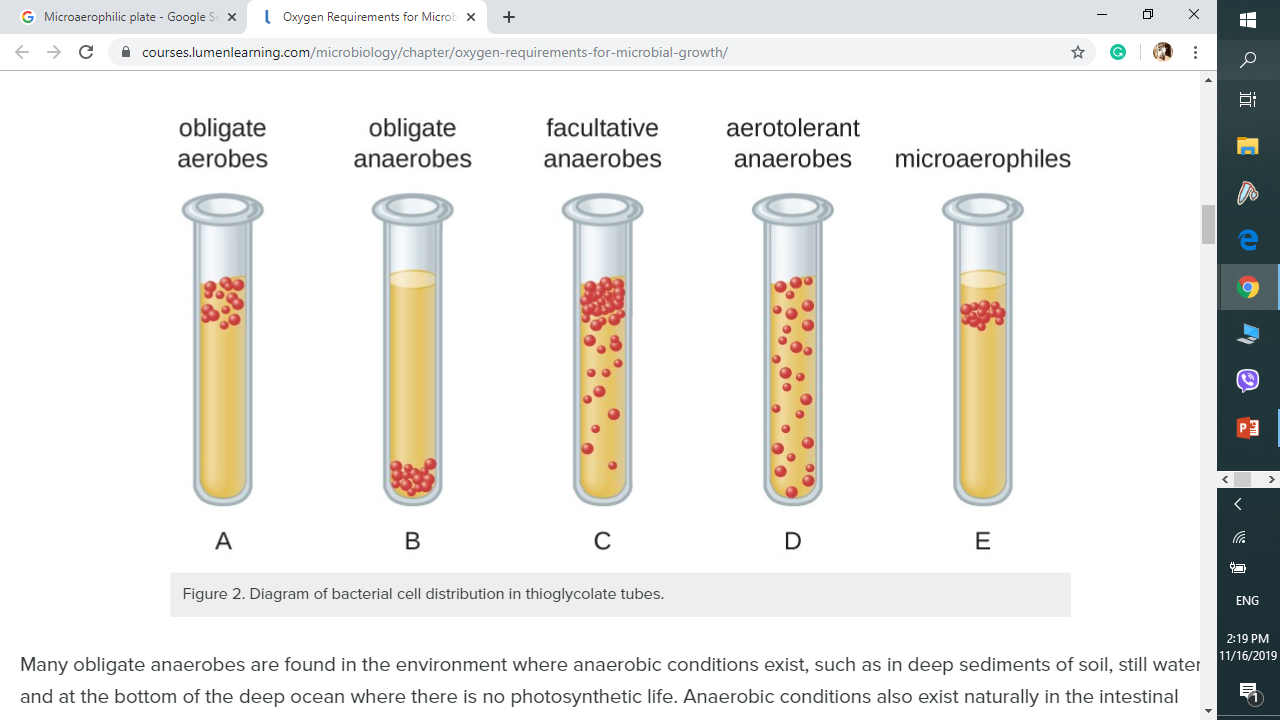 Microaerophilic plate - Google Se
Oxygen Requirements for Microb
courses.lumenlearning.com/microbiology/chapter/oxygen-requirements-for-microbial-growth/
obligate
aerobes
obligate
anaerobes
facultative
anaerobes
aerotolerant
anaerobes
microaerophiles
A
B
C
D
E
Figure 2. Diagram of bacterial cell distribution in thioglycolate tubes.
Many obligate anaerobes are found in the environment where anaerobic conditions exist, such as in deep sediments of soil, still water
and at the bottom of the deep ocean where there is no photosynthetic life. Anaerobic conditions also exist naturally in the intestinal
ENG
2:19 PM
11/16/2019
1